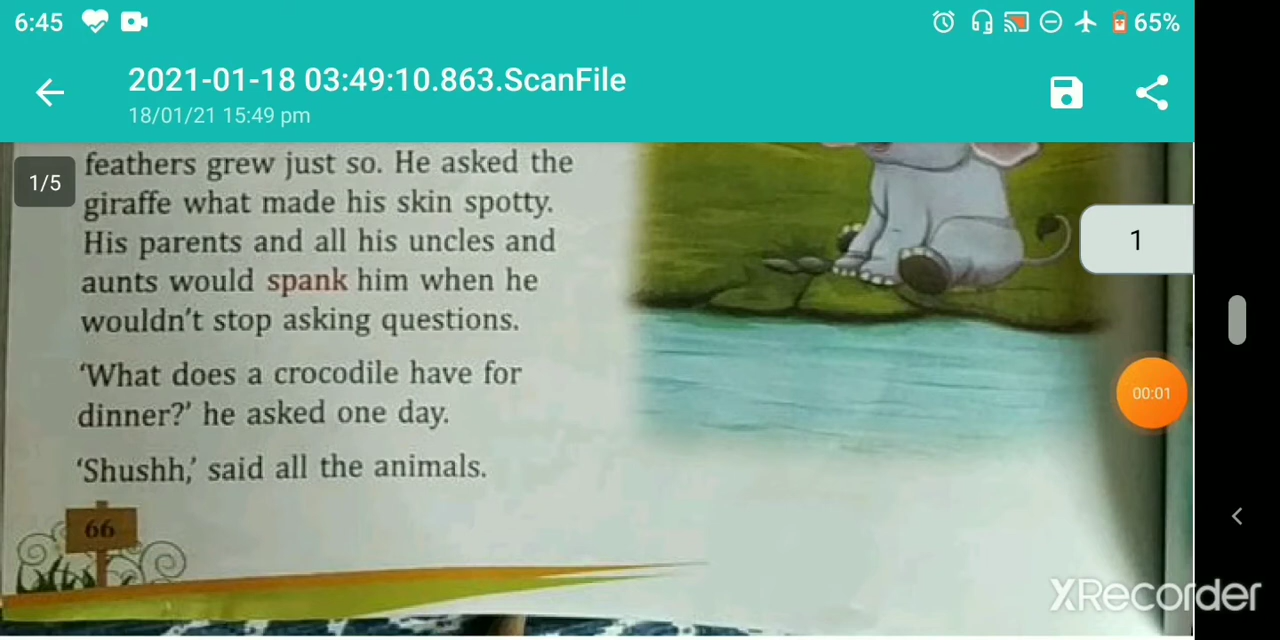 6:45
65%
2021-01-18 03:49:10.863.ScanFile
18/01/21 15:49 pm
1/5
feathers grew just so. He asked the
giraffe what made his skin spotty.
His parents and all his uncles and
aunts would spank him when he
wouldn't stop asking questions.
'What does a crocodile have for
dinner?' he asked one day.
'Shushh,' said all the animals.
66
1
00:01
XRecorder